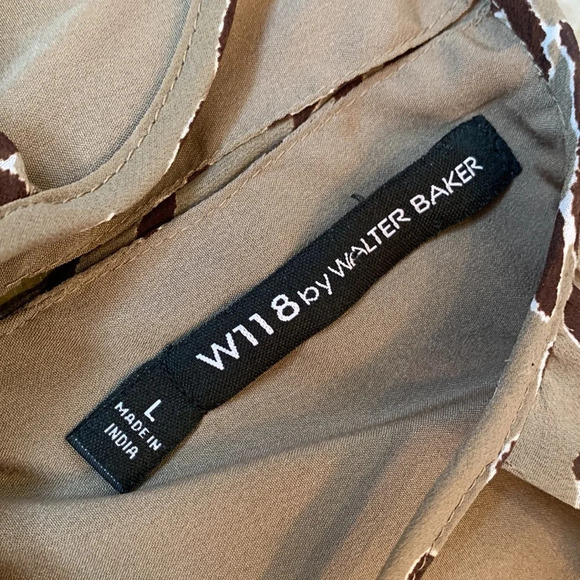 W118 by WALTER BAKER
L
MADE IN
INDIA